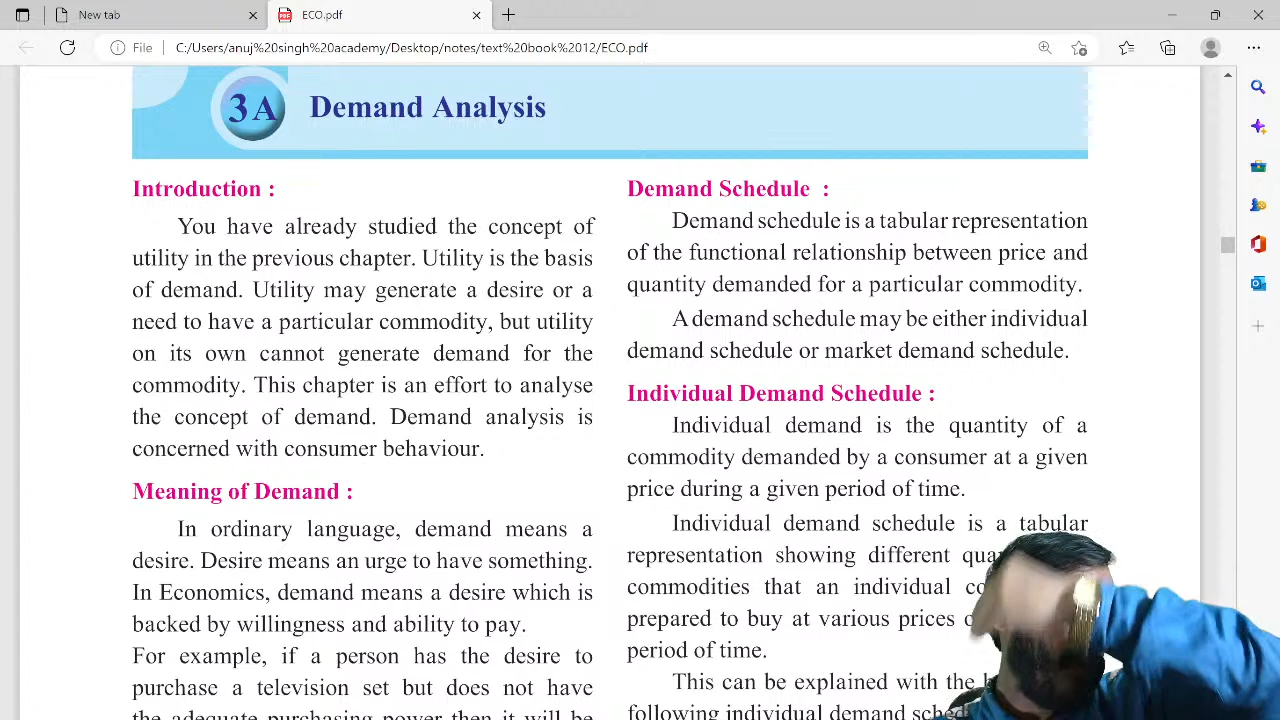 New tab
ECO.pdf
File
C:/Users/anuj%20singh%20academy/Desktop/notes/text%20book%2012/ECO.pdf
3A
Demand Analysis
Introduction :
You have already studied the concept of
utility in the previous chapter. Utility is the basis
of demand. Utility may generate a desire or a
need to have a particular commodity, but utility
on its own cannot generate demand for the
commodity. This chapter is an effort to analyse
the concept of demand. Demand analysis is
concerned with consumer behaviour.
Meaning of Demand :
In ordinary language, demand means a
desire. Desire means an urge to have something.
In Economics, demand means a desire which is
backed by willingness and ability to pay.
For example, if a person has the desire to
purchase a television set but does not have
the adequate purchasing power then it will be
Demand Schedule :
Demand schedule is a tabular representation
of the functional relationship between price and
quantity demanded for a particular commodity.
A demand schedule may be either individual
demand schedule or market demand schedule.
Individual Demand Schedule :
Individual demand is the quantity of a
commodity demanded by a consumer at a given
price during a given period of time.
Individual demand schedule is a tabular
representation showing different
commodities that an individual
prepared to buy at various prices
period of time.
This can be explained with the
following individual demand